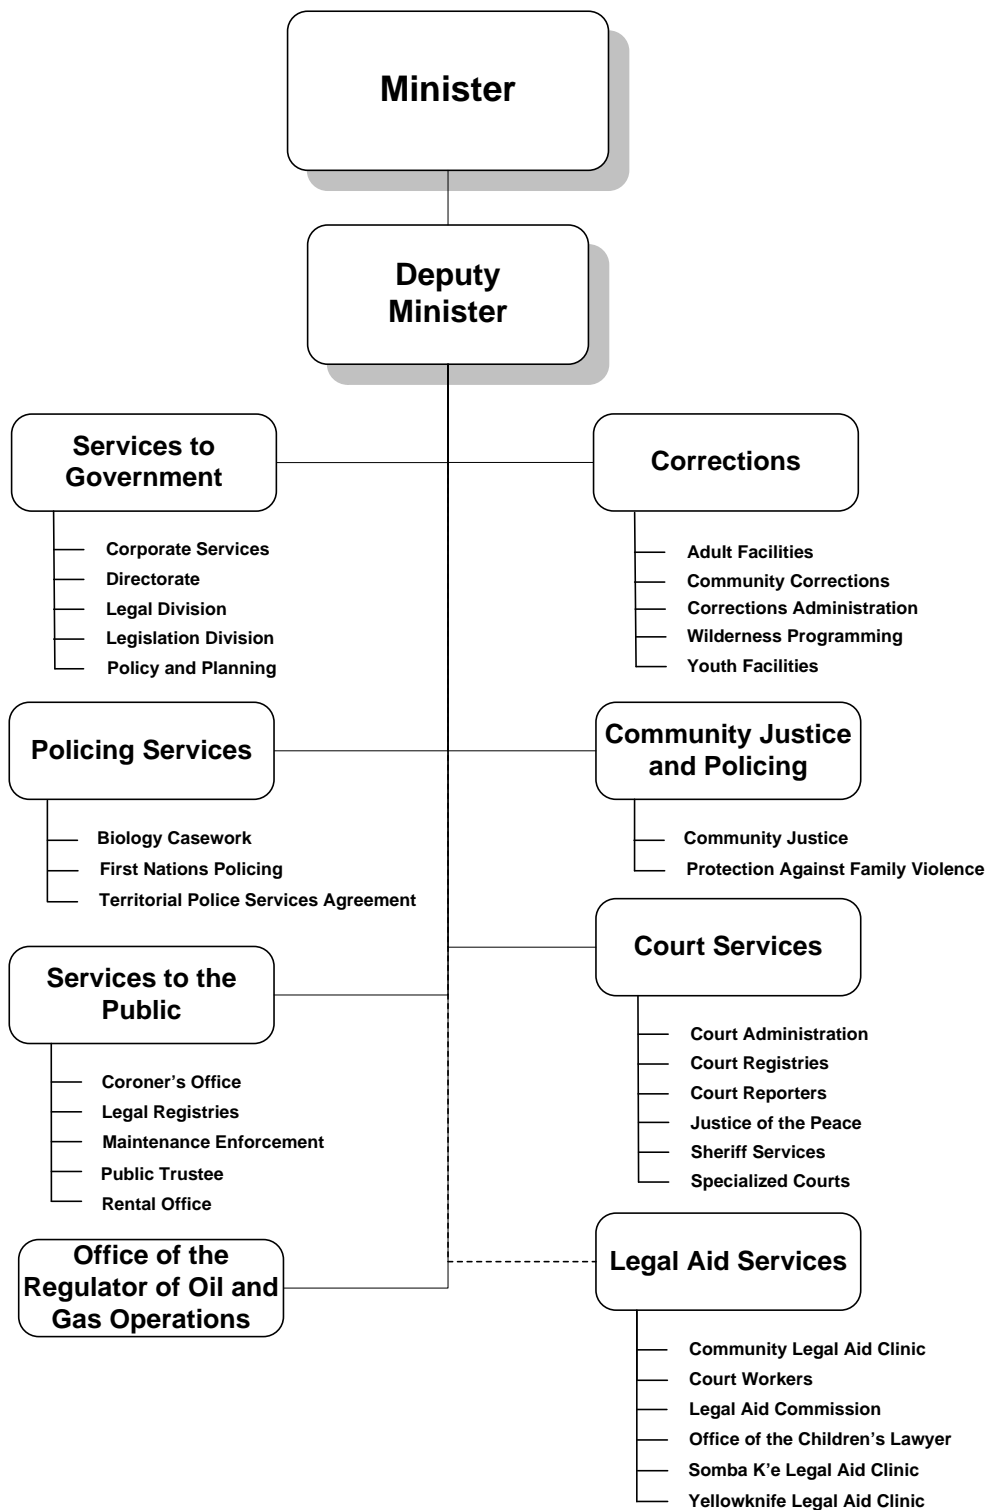 Minister
Deputy
Minister
Services to
Government
Corporate Services
Directorate
Legal Division
Legislation Division
Policy and Planning
Corrections
Adult Facilities
Community Corrections
Corrections Administration
Wilderness Programming
Youth Facilities
Policing Services
Biology Casework
First Nations Policing
Territorial Police Services Agreement
Community Justice
and Policing
Community Justice
Protection Against Family Violence
Services to the
Public
Coroner's Office
Legal Registries
Maintenance Enforcement
Public Trustee
Rental Office
Court Services
Court Administration
Court Registries
Court Reporters
Justice of the Peace
Sheriff Services
Specialized Courts
Office of the
Regulator of Oil and
Gas Operations
Legal Aid Services
Community Legal Aid Clinic
Court Workers
Legal Aid Commission
Office of the Children's Lawyer
Somba K'e Legal Aid Clinic
Yellowknife Legal Aid Clinic